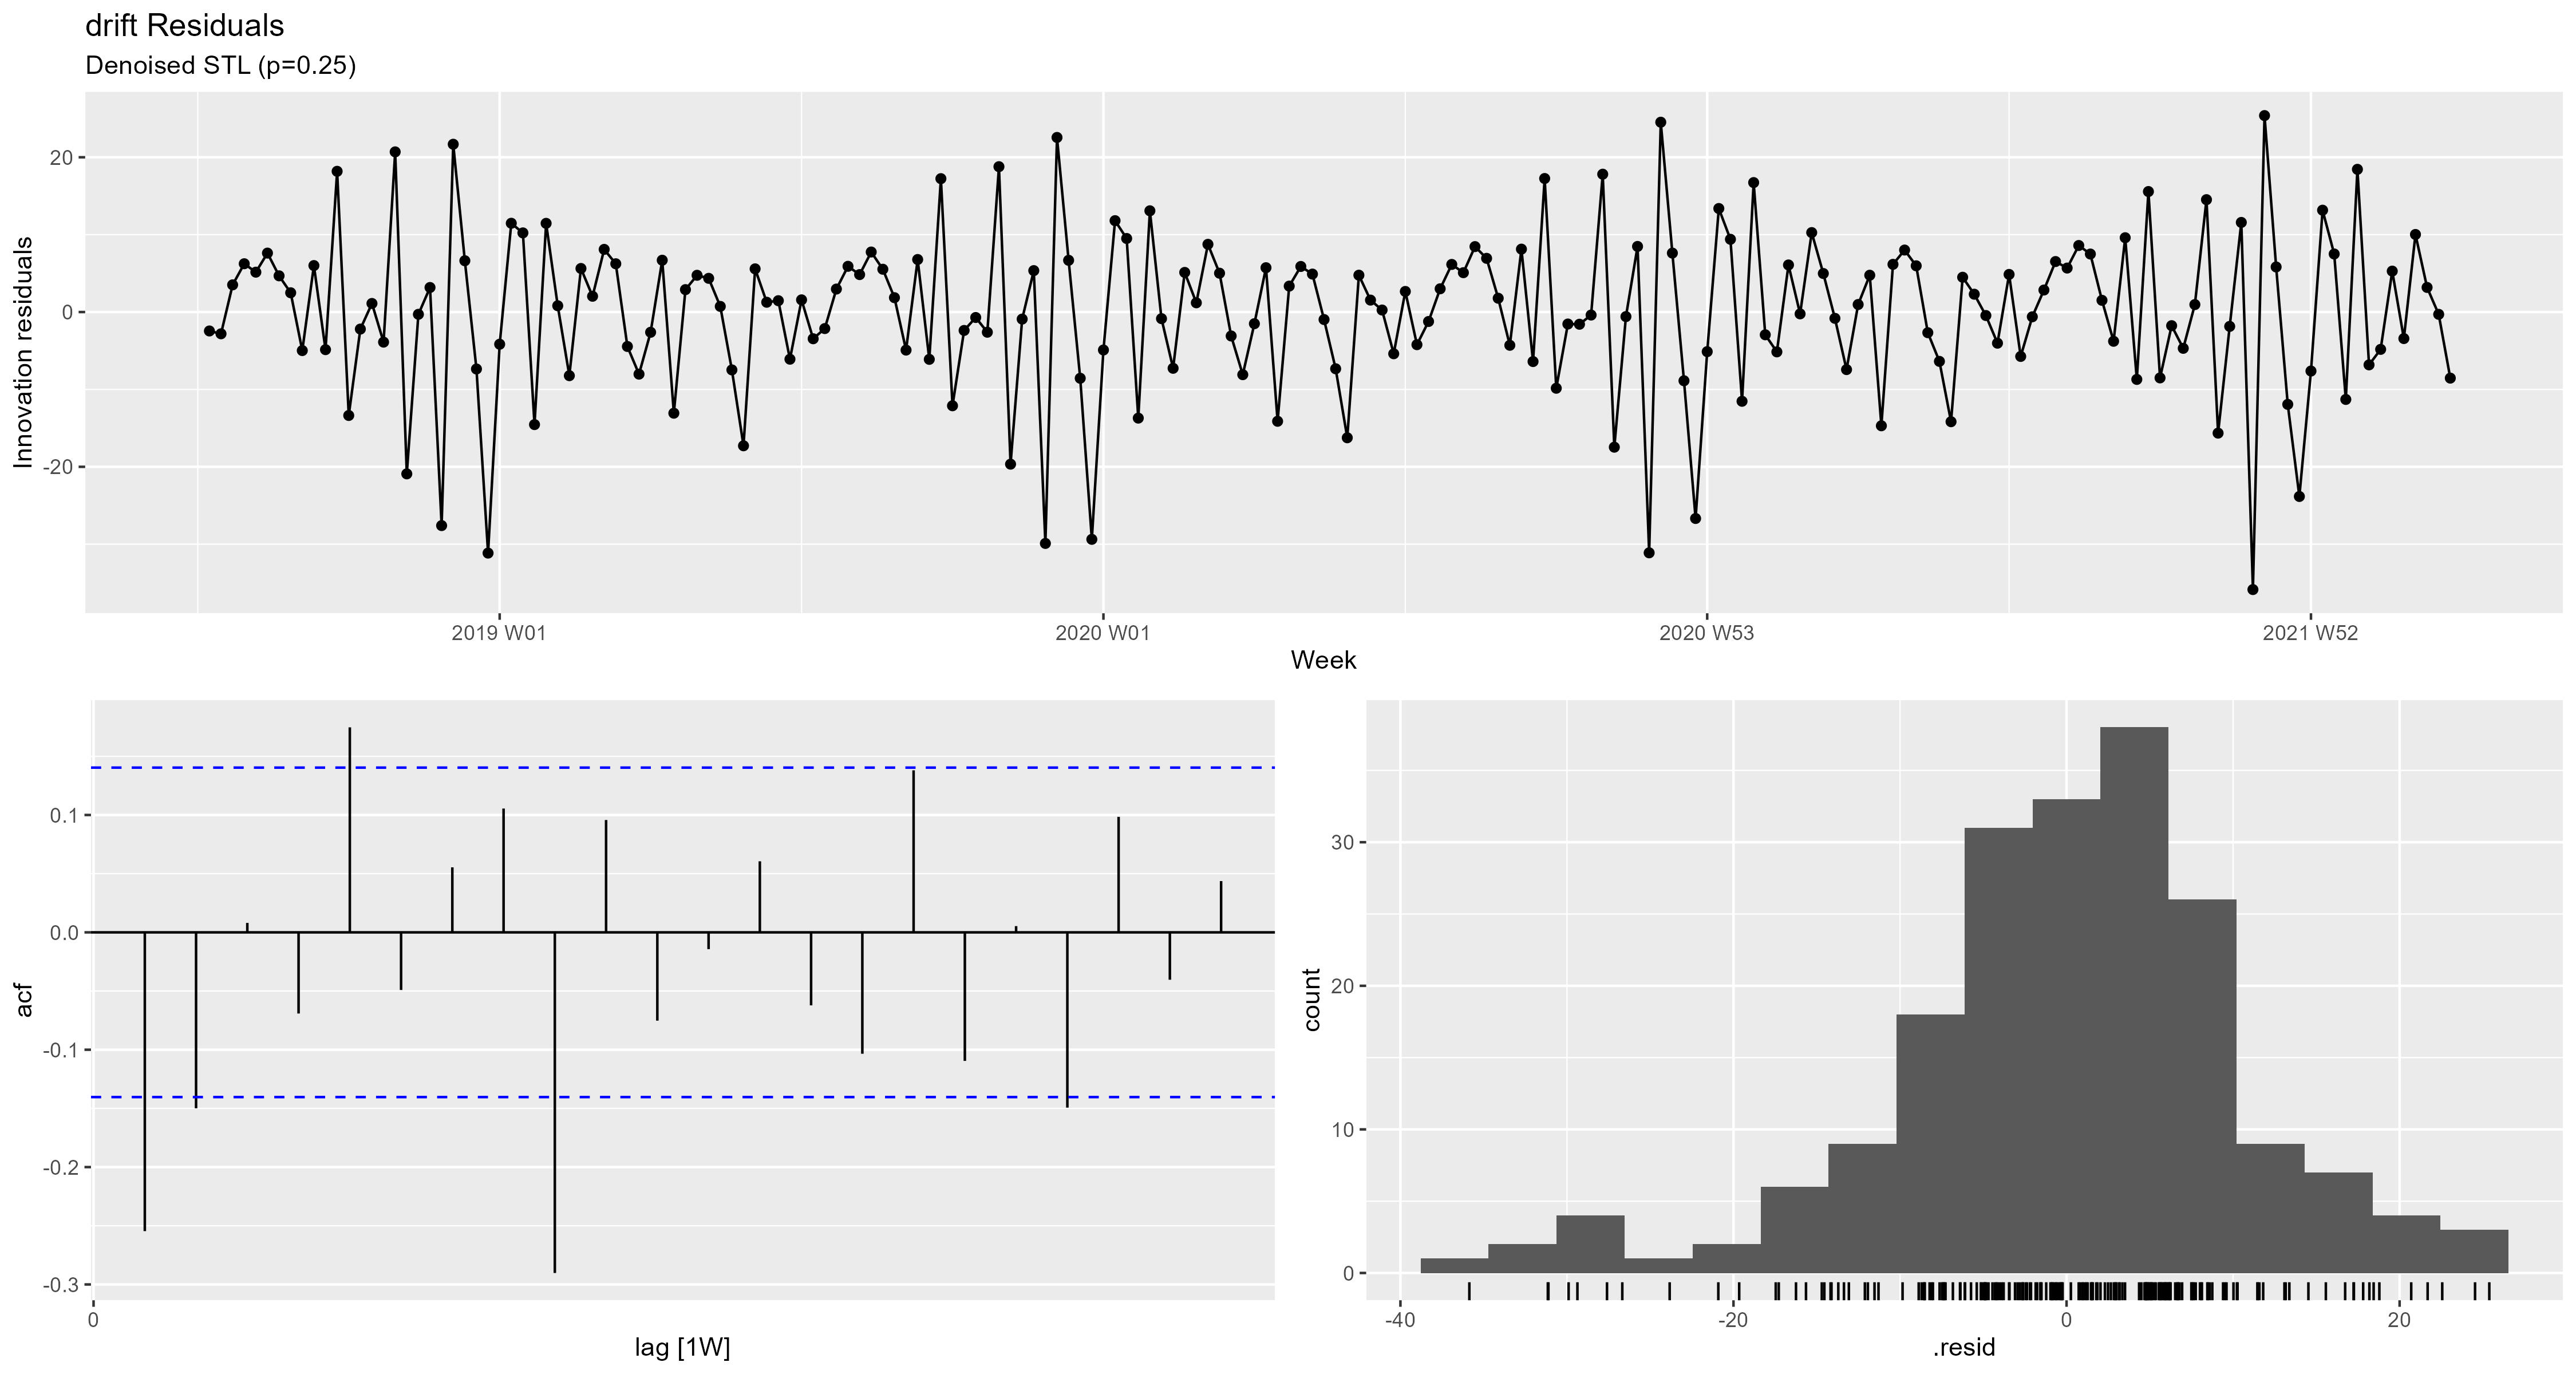 drift Residuals
Denoised STL (p=0.25)
Innovation residuals
20
0
-20
2019 W01
2020 W01
2020 W53
2021 W52
Week
acf
0.1
0.0
-0.1
-0.2
-0.3
0
lag [1W]
count
30
20
10
0
-40
-20
0
20
.resid